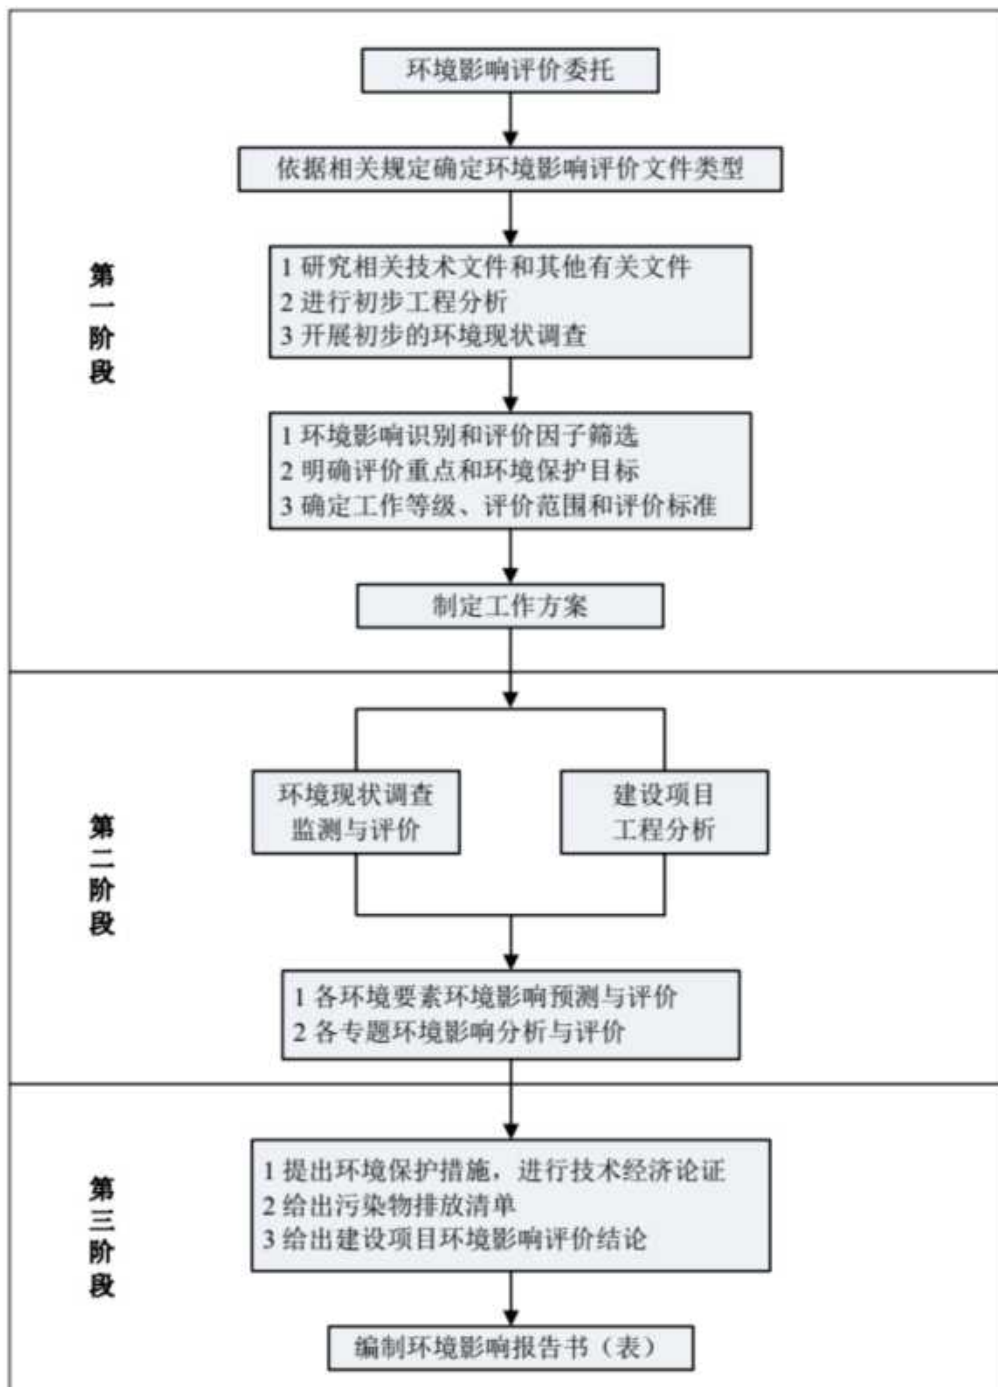 环境影响评价委托
依据相关规定确定环境影响评价文件类型
第一阶段
1 研究相关技术文件和其他有关文件
2 进行初步工程分析
3 开展初步的环境现状调查
1 环境影响识别和评价因子筛选
2 明确评价重点和环境保护目标
3 确定工作等级、评价范围和评价标准
制定工作方案
第二阶段
环境现状调查
监测与评价
建设项目
工程分析
1 各环境要素环境影响预测与评价
2 各专题环境影响分析与评价
第三阶段
1 提出环境保护措施，进行技术经济论证
2 给出污染物排放清单
3 给出建设项目环境影响评价结论
编制环境影响报告书（表）